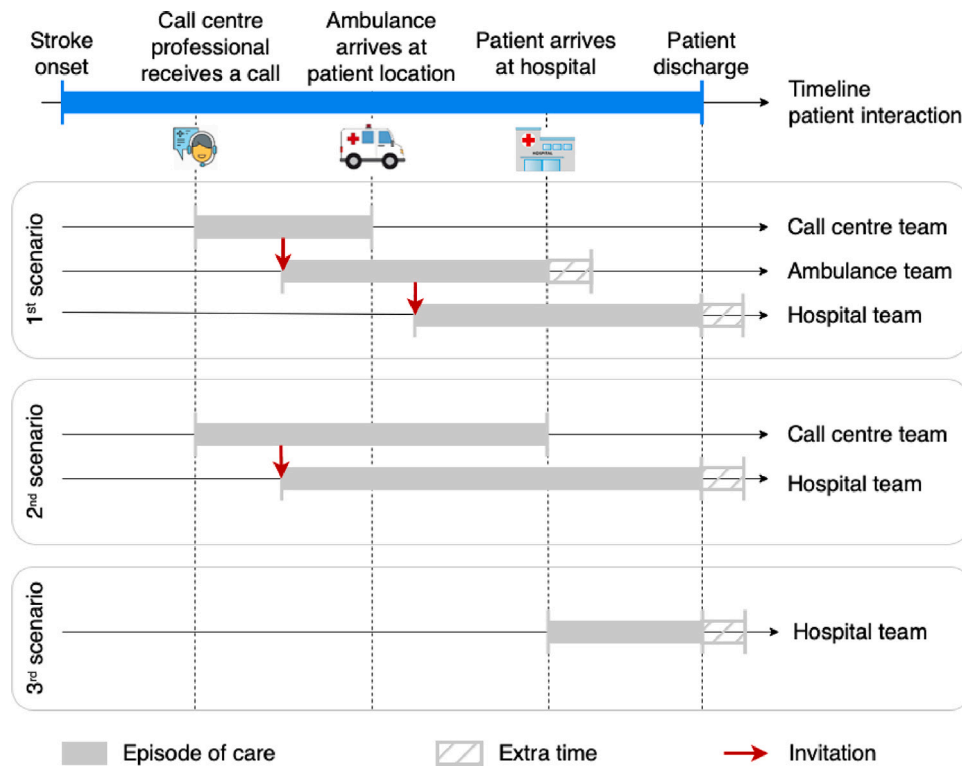 Stroke
onset
Call centre
professional
receives a call
Ambulance
arrives at
patient location
Patient arrives
at hospital
Patient
discharge
Timeline
patient interaction
HOSPITAL
1st scenario
Call centre team
Ambulance team
Hospital team
2nd scenario
Call centre team
Hospital team
3rd scenario
Hospital team
Episode of care
Extra time
Invitation